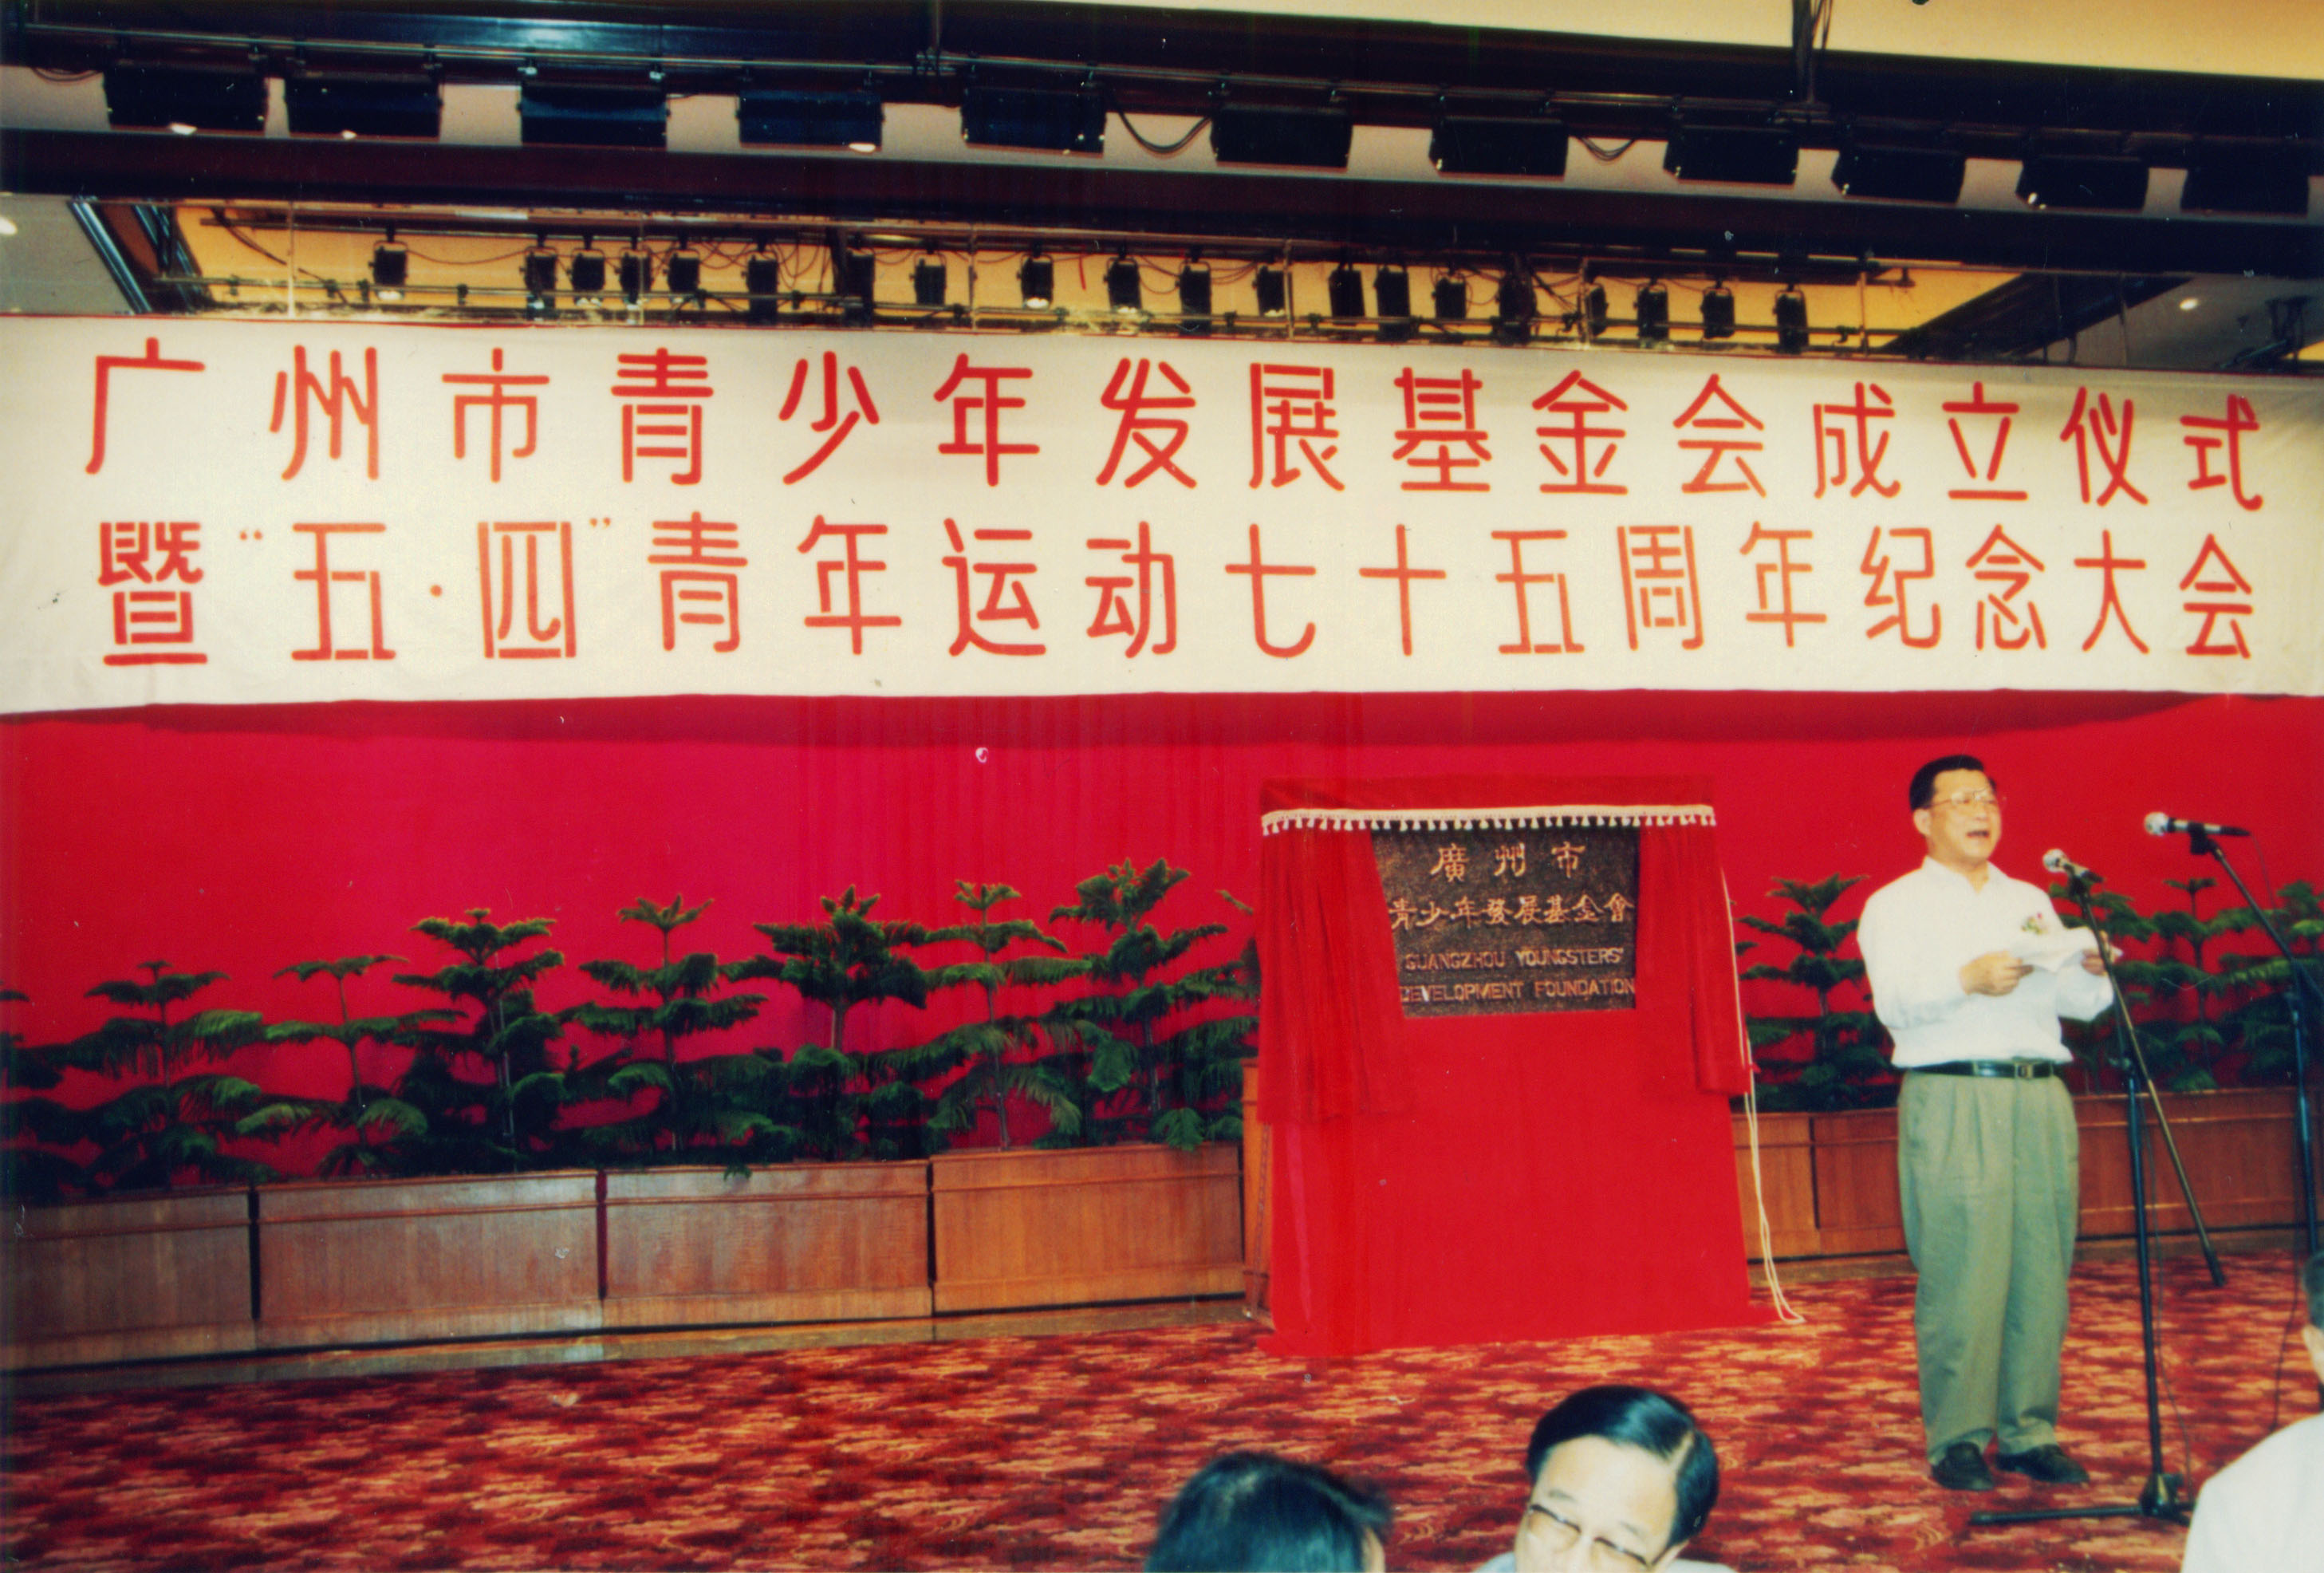 广州市青少年发展基金会成立仪式
暨“五·四”青年运动七十五周年纪念大会
廣州市
青少年發展基金會
GUANGZHOU YOUNGSTERS'
DEVELOPMENT FOUNDATION